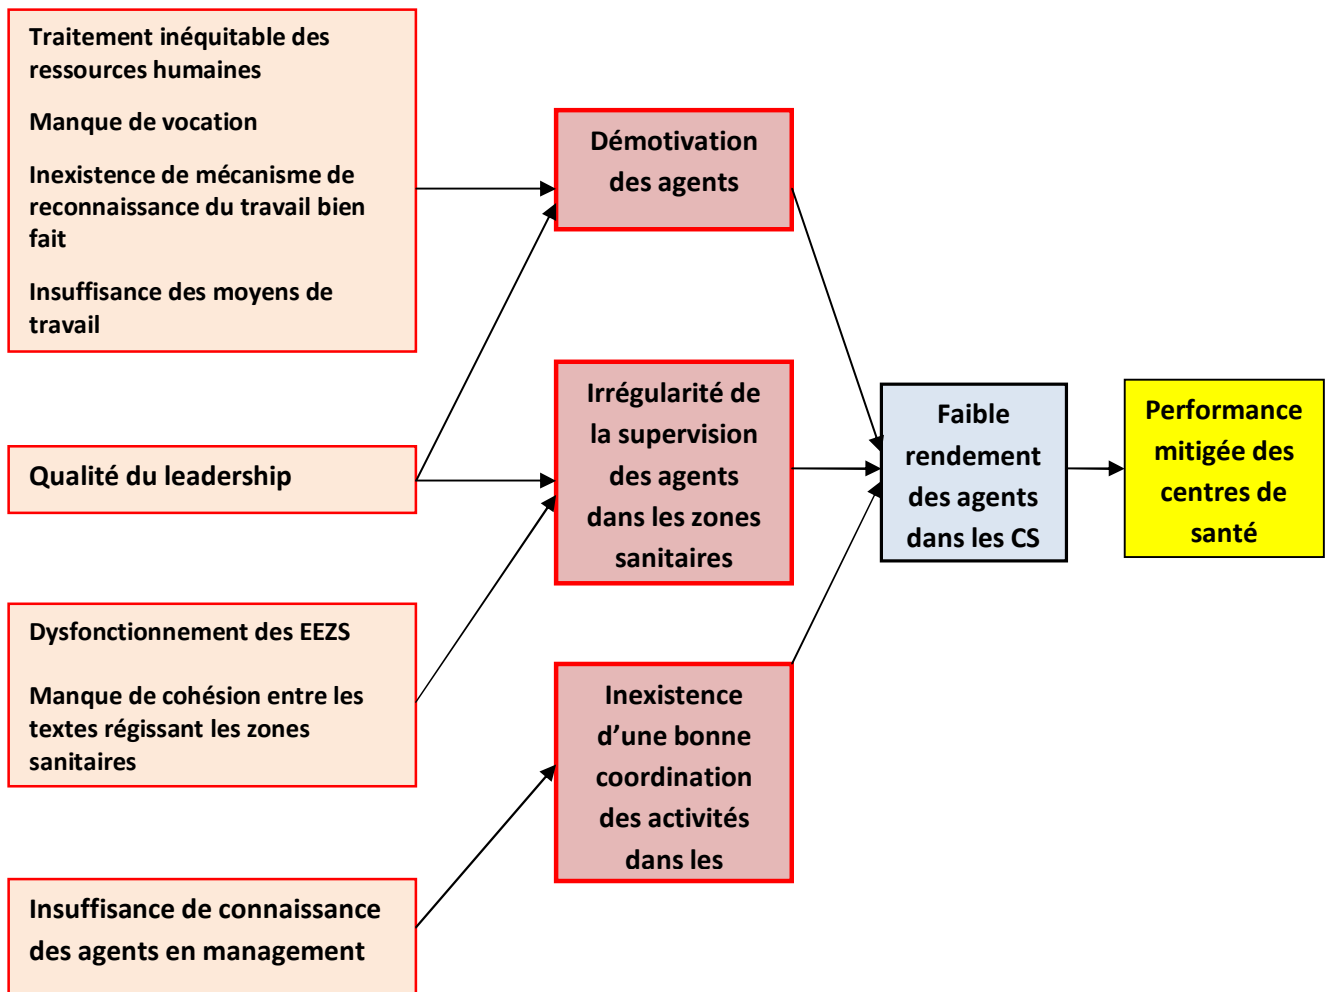 Traitement inéquitable des
ressources humaines
Manque de vocation
Inexistence de mécanisme de
reconnaissance du travail bien
fait
Insuffisance des moyens de
travail
Qualité du leadership
Dysfonctionnement des EEZS
Manque de cohésion entre les
textes régissant les zones
sanitaires
Insuffisance de connaissance
des agents en management
Démotivation
des agents
Irrégularité de
la supervision
des agents
dans les zones
sanitaires
Inexistence
d’une bonne
coordination
des activités
dans les
Faible
rendement
des agents
dans les CS
Performance
mitigée des
centres de
santé